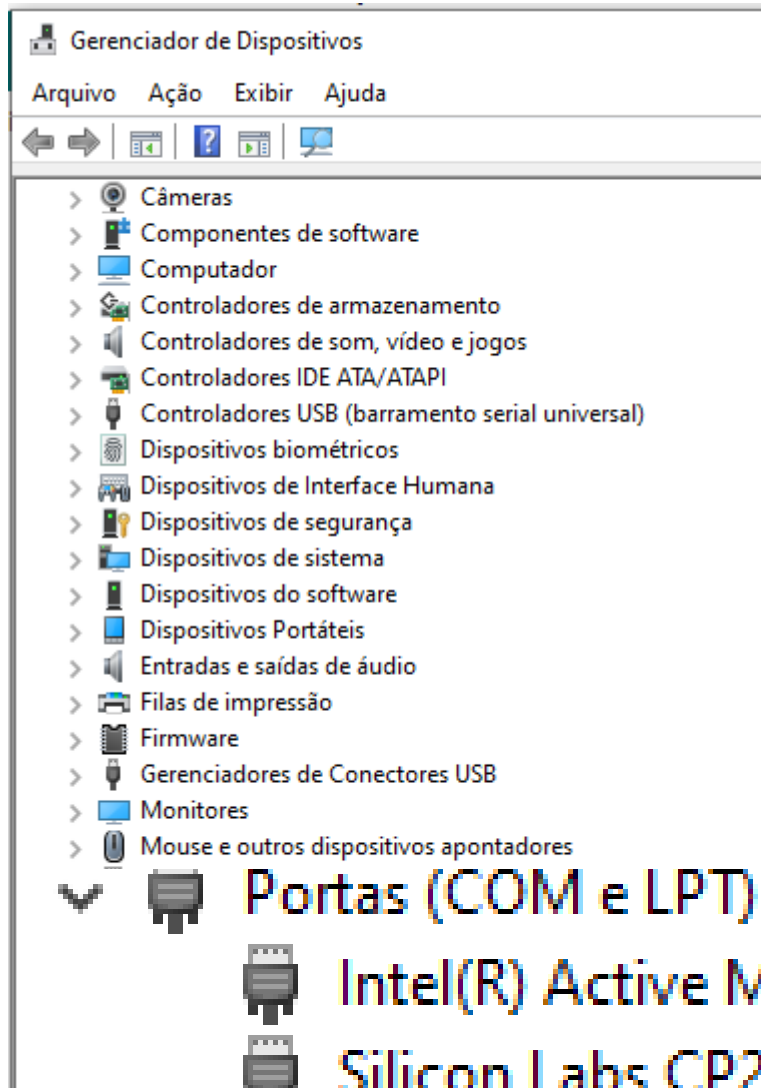 Gerenciador de Dispositivos
Arquivo Ação Exibir Ajuda
Câmeras
Componentes de software
Computador
Controladores de armazenamento
Controladores de som, vídeo e jogos
Controladores IDE ATA/ATAPI
Controladores USB (barramento serial universal)
Dispositivos biométricos
Dispositivos de Interface Humana
Dispositivos de segurança
Dispositivos de sistema
Dispositivos do software
Dispositivos Portáteis
Entradas e saídas de áudio
Filas de impressão
Firmware
Gerenciadores de Conectores USB
Monitores
Mouse e outros dispositivos apontadores
Portas (COM e LPT)
Intel(R) Active
Silicon Labs